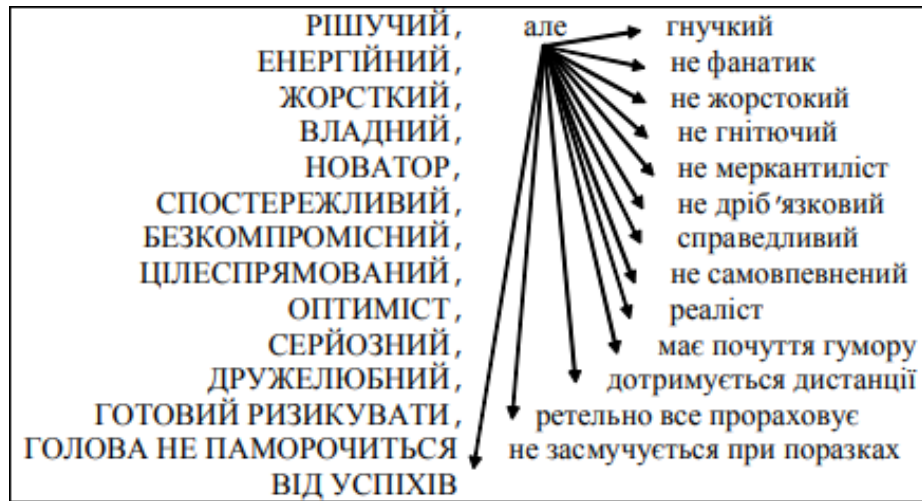 РІШУЧИЙ, але гнучкий
ЕНЕРГІЙНИЙ, не фанатик
ЖОРСТКИЙ, не жорстокий
ВЛАДНИЙ, не гнітючий
НОВАТОР, не меркантиліст
СПОСТЕРЕЖЛИВИЙ, не дріб'язковий
БЕЗКОМПРОМІСНИЙ, справедливий
ЦІЛЕСПРЯМОВАНИЙ, не самовпевнений
ОПТИМІСТ, реаліст
СЕРЙОЗНИЙ, має почуття гумору
ДРУЖЕЛЮБНИЙ, дотримується дистанції
ГОТОВИЙ РИЗИКУВАТИ, ретельно все прораховує
ГОЛОВА НЕ ПАМОРОЧИТЬСЯ не засмучується при поразках
ВІД УСПІХІВ